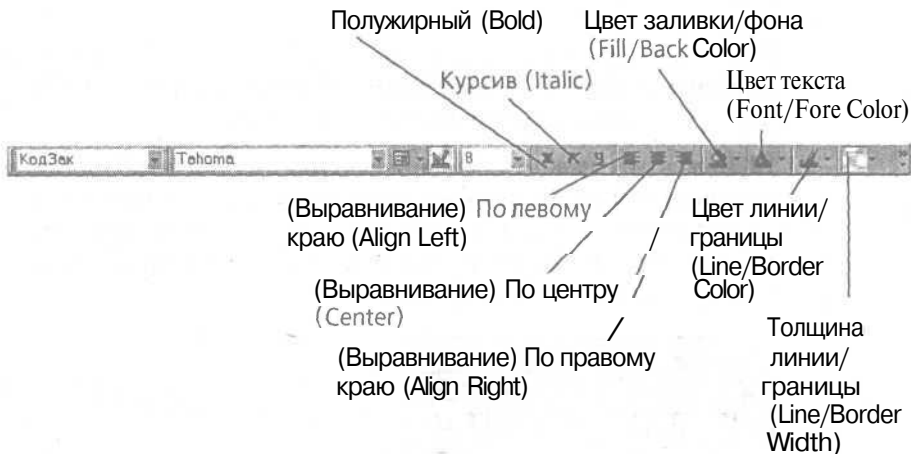 Полужирный (Bold)
Цвет заливки/фона
(Fill/Back Color)
Курсив (Italic)
Цвет текста
(Font/Fore Color)
КодЗак Tahoma 8 ж К ч
(Выравнивание) По левому
краю (Align Left)
Цвет линии/
границы
(Line/Border
Color)
(Выравнивание) По центру
(Center)
(Выравнивание) По правому
краю (Align Right)
Толщина
линии/
границы
(Line/Border
Width)